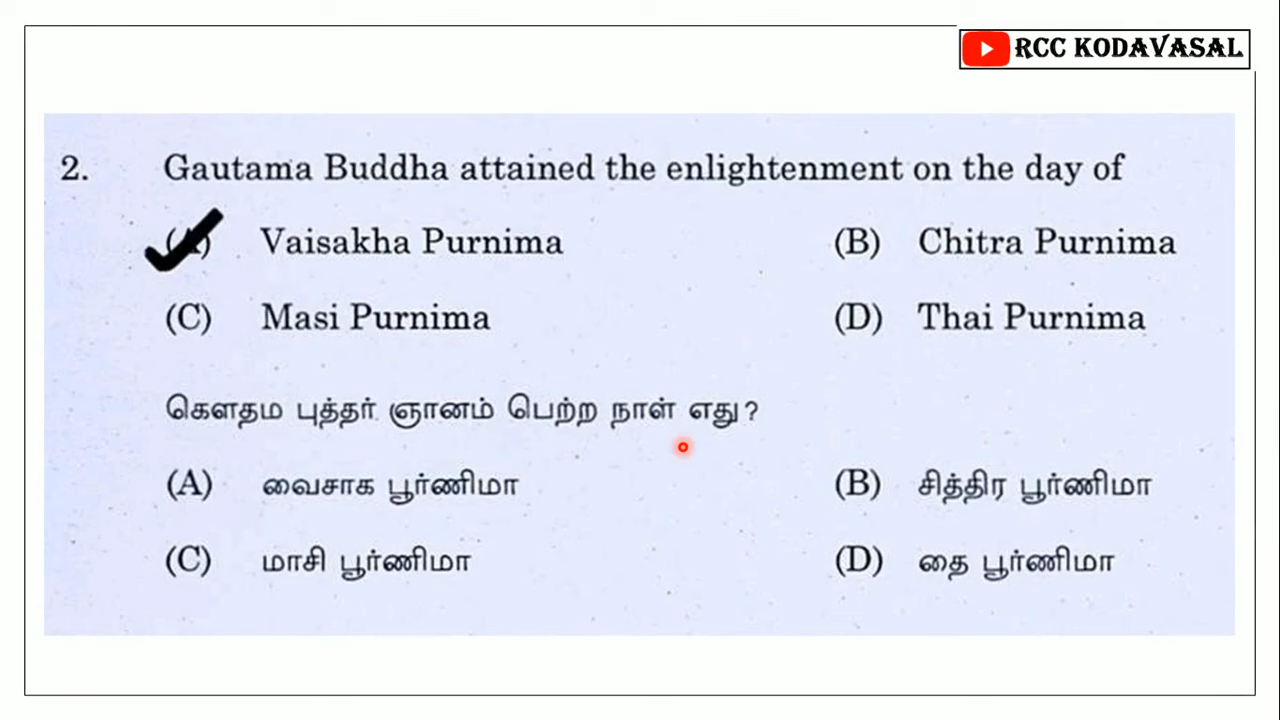 RCC KODAVASAL
2. Gautama Buddha attained the enlightenment on the day of
(A) Vaisakha Purnima (B) Chitra Purnima
(C) Masi Purnima (D) Thai Purnima
கௌதம புத்தர் ஞானம் பெற்ற நாள் எது?
(A) வைசாக பூர்ணிமா (B) சித்திர பூர்ணிமா
(C) மாசி பூர்ணிமா (D) தை பூர்ணிமா